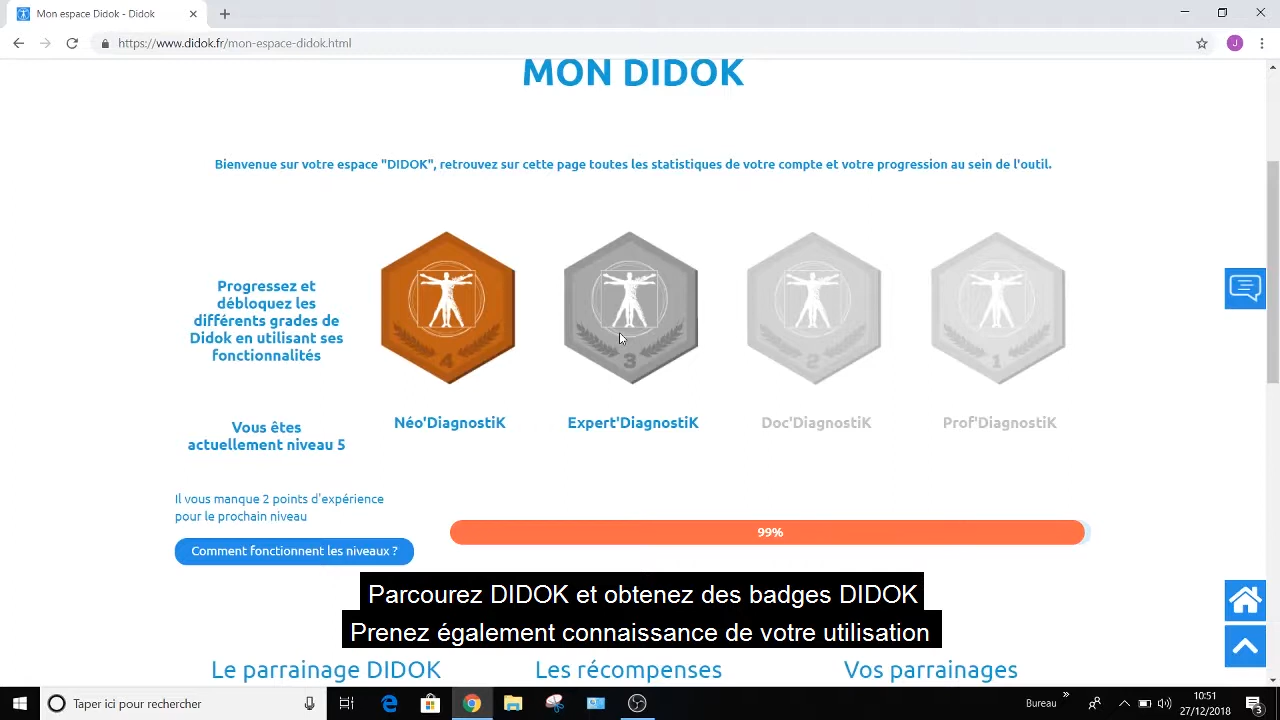 Mon espace Didok - Didok
https://www.didok.fr/mon-espace-didok.html
J
MON DIDOK
Bienvenue sur votre espace "DIDOK", retrouvez sur cette page toutes les statistiques de votre compte et votre progression au sein de l'outil.
Progressez et
débloquez les
différents grades de
Didok en utilisant ses
fonctionnalités
4
3
2
1
Vous êtes
actuellement niveau 5
Néo'DiagnostiK
Expert'DiagnostiK
Doc'DiagnostiK
Prof'DiagnostiK
Il vous manque 2 points d'expérience
pour le prochain niveau
99%
Comment fonctionnent les niveaux ?
Parcourez DIDOK et obtenez des badges DIDOK
Prenez également connaissance de votre utilisation
Le parrainage DIDOK
Les récompenses
Vos parrainages
Taper ici pour rechercher
Bureau
10:51
27/12/2018
3